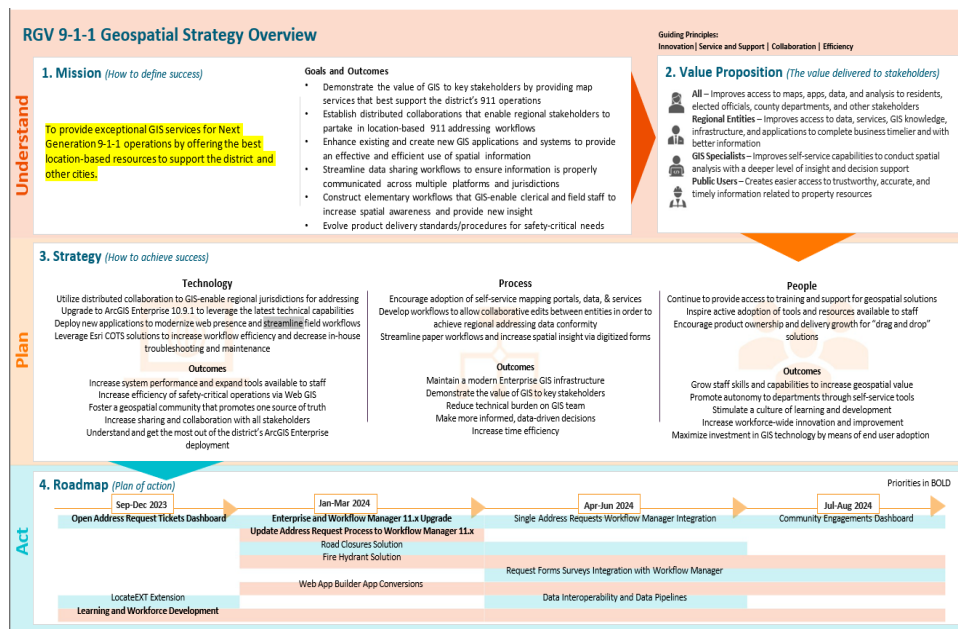 RGV 9-1-1 Geospatial Strategy Overview
Guiding Principles:
Innovation| Service and Support | Collaboration | Efficiency
Understand
1. Mission (How to define success)
To provide exceptional GIS services for Next
Generation 9-1-1 operations by offering the best
location-based resources to support the district and
other cities.
Goals and Outcomes
• Demonstrate the value of GIS to key stakeholders by providing map
services that best support the district's 911 operations
• Establish distributed collaborations that enable regional stakeholders to
partake in location-based 911 addressing workflows
• Enhance existing and create new GIS applications and systems to provide
an effective and efficient use of spatial information
• Streamline data sharing workflows to ensure information is properly
communicated across multiple platforms and jurisdictions
• Construct elementary workflows that GIS-enable clerical and field staff to
increase spatial awareness and provide new insight
• Evolve product delivery standards/procedures for safety-critical needs
2. Value Proposition (The value delivered to stakeholders)
All – Improves access to maps, apps, data, and analysis to residents,
elected officials, county departments, and other stakeholders
Regional Entities – Improves access to data, services, GIS knowledge,
infrastructure, and applications to complete business timelier and with
better information
GIS Specialists – Improves self-service capabilities to conduct spatial
analysis with a deeper level of insight and decision support
Public Users – Creates easier access to trustworthy, accurate, and
timely information related to property resources
Plan
3. Strategy (How to achieve success)
Technology
Utilize distributed collaboration to GIS-enable regional jurisdictions for addressing
Upgrade to ArcGIS Enterprise 10.9.1 to leverage the latest technical capabilities
Deploy new applications to modernize web presence and streamline field workflows
Leverage Esri COTS solutions to increase workflow efficiency and decrease in-house
troubleshooting and maintenance
Outcomes
Increase system performance and expand tools available to staff
Increase efficiency of safety-critical operations via Web GIS
Foster a geospatial community that promotes one source of truth
Increase sharing and collaboration with all stakeholders
Understand and get the most out of the district's ArcGIS Enterprise
deployment
Process
Encourage adoption of self-service mapping portals, data, & services
Develop workflows to allow collaborative edits between entities in order to
achieve regional addressing data conformity
Streamline paper workflows and increase spatial insight via digitized forms
Outcomes
Maintain a modern Enterprise GIS infrastructure
Demonstrate the value of GIS to key stakeholders
Reduce technical burden on GIS team
Make more informed, data-driven decisions
Increase time efficiency
People
Continue to provide access to training and support for geospatial solutions
Inspire active adoption of tools and resources available to staff
Encourage product ownership and delivery growth for "drag and drop"
solutions
Outcomes
Grow staff skills and capabilities to increase geospatial value
Promote autonomy to departments through self-service tools
Stimulate a culture of learning and development
Increase workforce-wide innovation and improvement
Maximize investment in GIS technology by means of end user adoption
Act
4. Roadmap (Plan of action)
Priorities in BOLD
Sep-Dec 2023
Jan-Mar 2024
Apr-Jun 2024
Jul-Aug 2024
Open Address Request Tickets Dashboard
Enterprise and Workflow Manager 11.x Upgrade
Single Address Requests Workflow Manager Integration
Community Engagements Dashboard
Update Address Request Process to Workflow Manager 11.x
Road Closures Solution
Fire Hydrant Solution
Request Forms Surveys Integration with Workflow Manager
Web App Builder App Conversions
LocateEXT Extension
Data Interoperability and Data Pipelines
Learning and Workforce Development